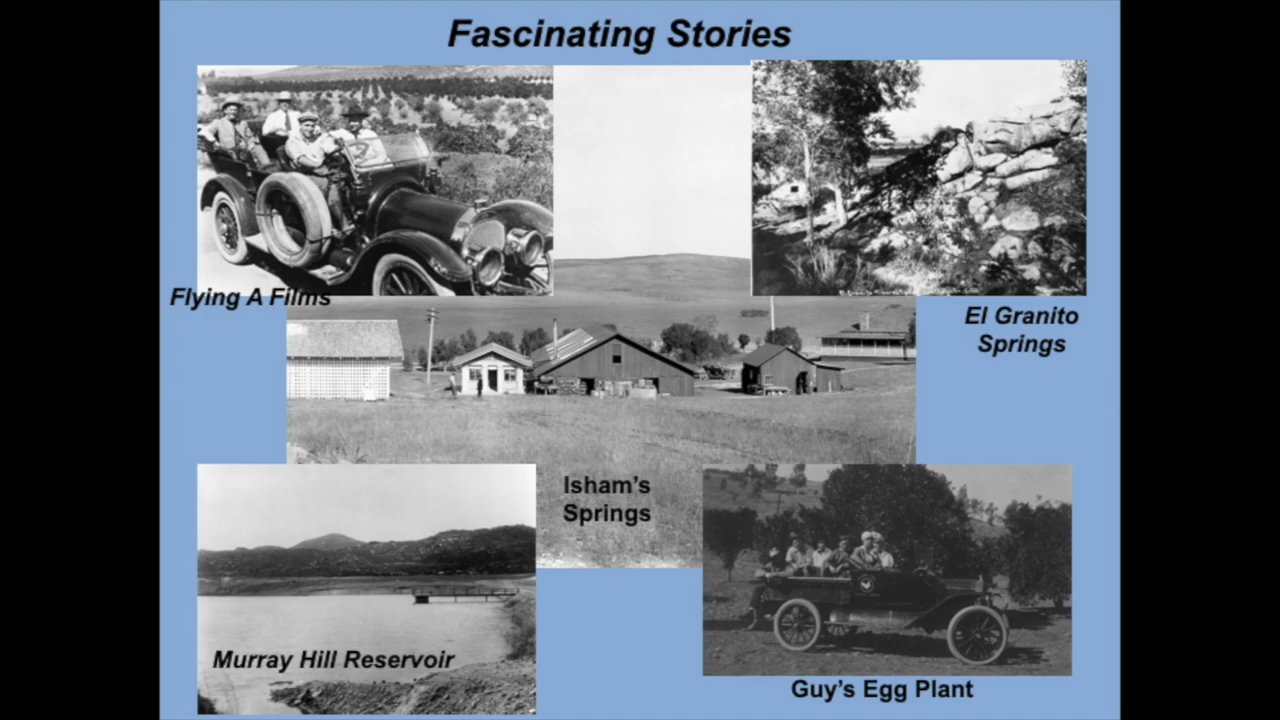 Fascinating Stories
Flying A Films
El Granito
Springs
Isham's
Springs
Murray Hill Reservoir
Guy's Egg Plant